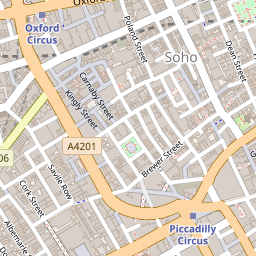 Oxford
Oxford
Circus
Poland Street
Soho
Dean Street
Carnaby Street
Kingly Street
A4201
06
Savile Row
Cork Street
Brewer Street
Albemarle
Piccadilly
Circus